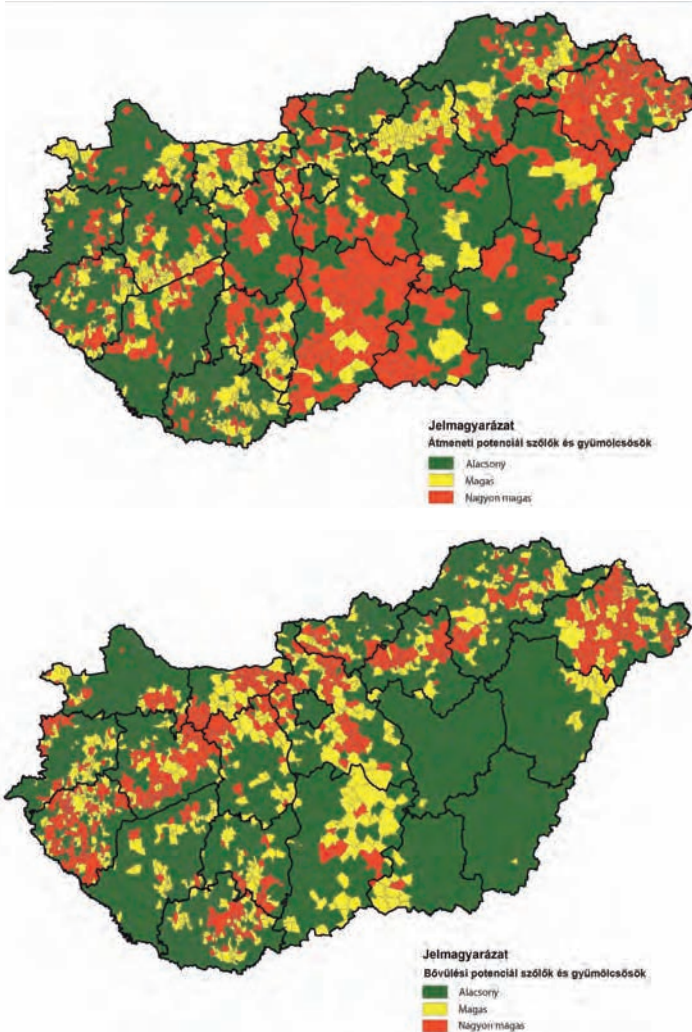 Jelmagyarázat
Átmeneti potenciál szőlők és gyümölcsösök
Alacsony
Magas
Nagyon magas
Jelmagyarázat
Bővülési potenciál szőlők és gyümölcsösök
Alacsony
Magas
Nagyon magas